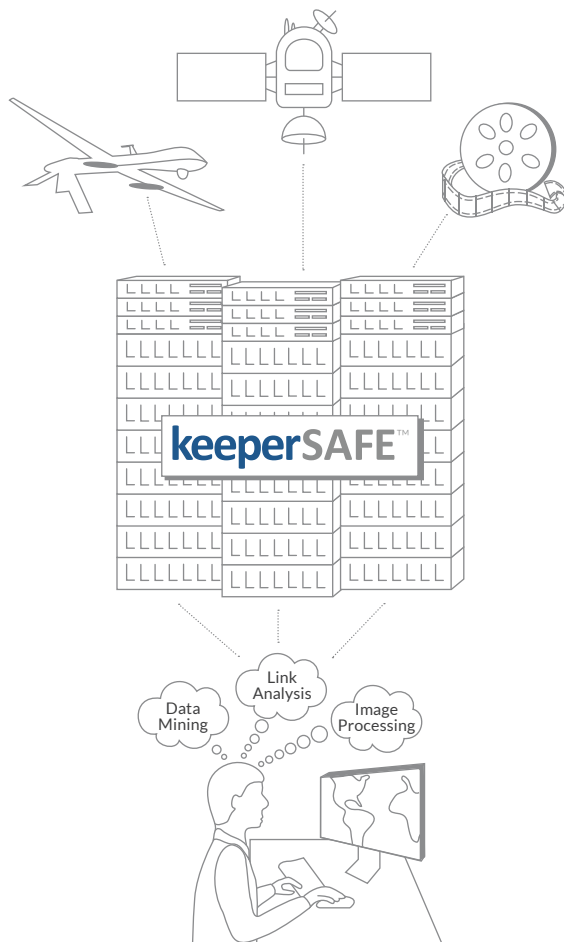 keeperSAFE™
Link
Analysis
Data
Mining
Image
Processing